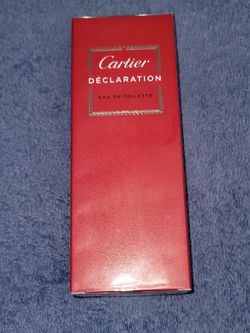 Cartier
DÉCLARATION
EAU DE TOILETTE